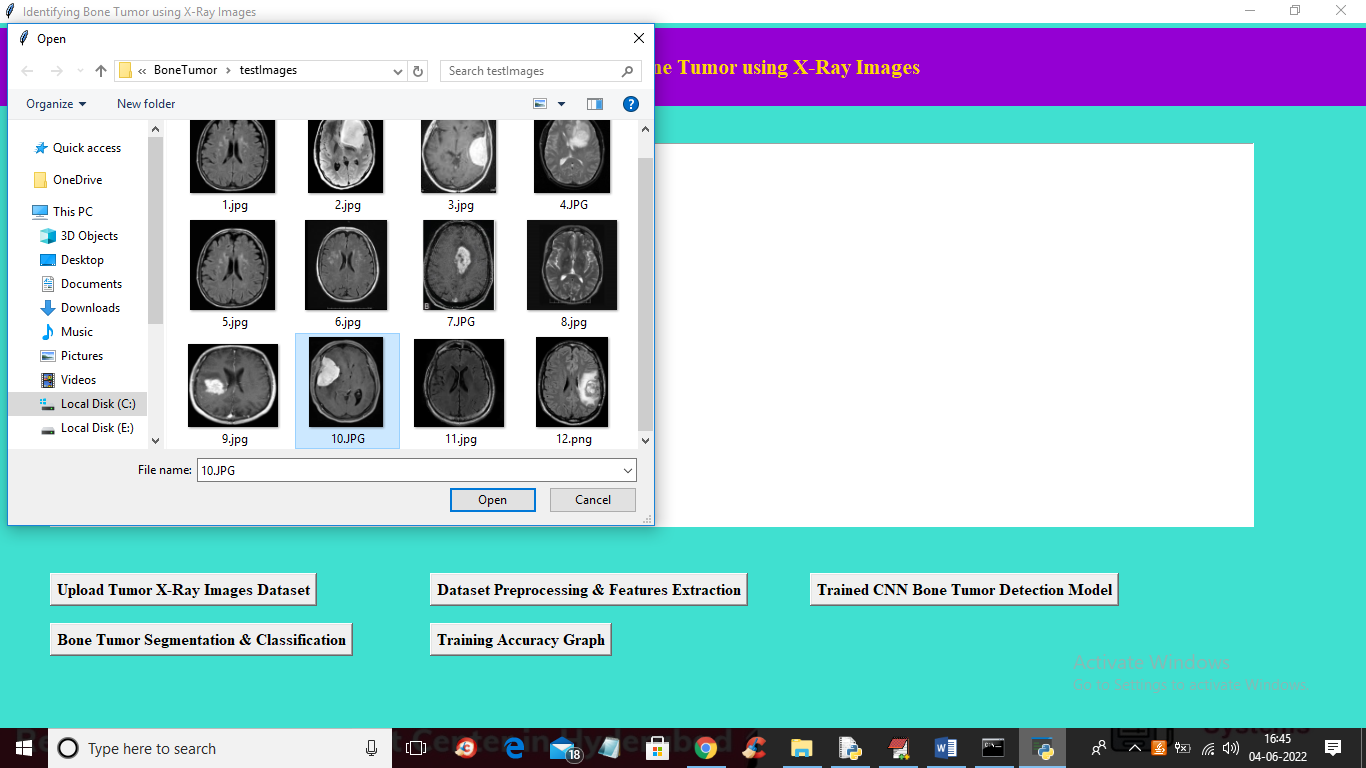 Identifying Bone Tumor using X-Ray Images
Open
ne Tumor using X-Ray Images
« BoneTumor › testImages
Search testImages
Organize
New folder
Quick access
OneDrive
This PC
3D Objects
Desktop
Documents
Downloads
Music
Pictures
Videos
Local Disk (C:)
Local Disk (E:)
1.jpg 2.jpg 3.jpg 4.JPG
5.jpg 6.jpg 7.JPG 8.jpg
9.jpg 10.JPG 11.jpg 12.png
File name: 10.JPG
Open Cancel
Upload Tumor X-Ray Images Dataset
Dataset Preprocessing & Features Extraction
Trained CNN Bone Tumor Detection Model
Bone Tumor Segmentation & Classification
Training Accuracy Graph
Activate Windows
Go to Settings to activate Windows.
Type here to search
18
16:45
04-06-2022